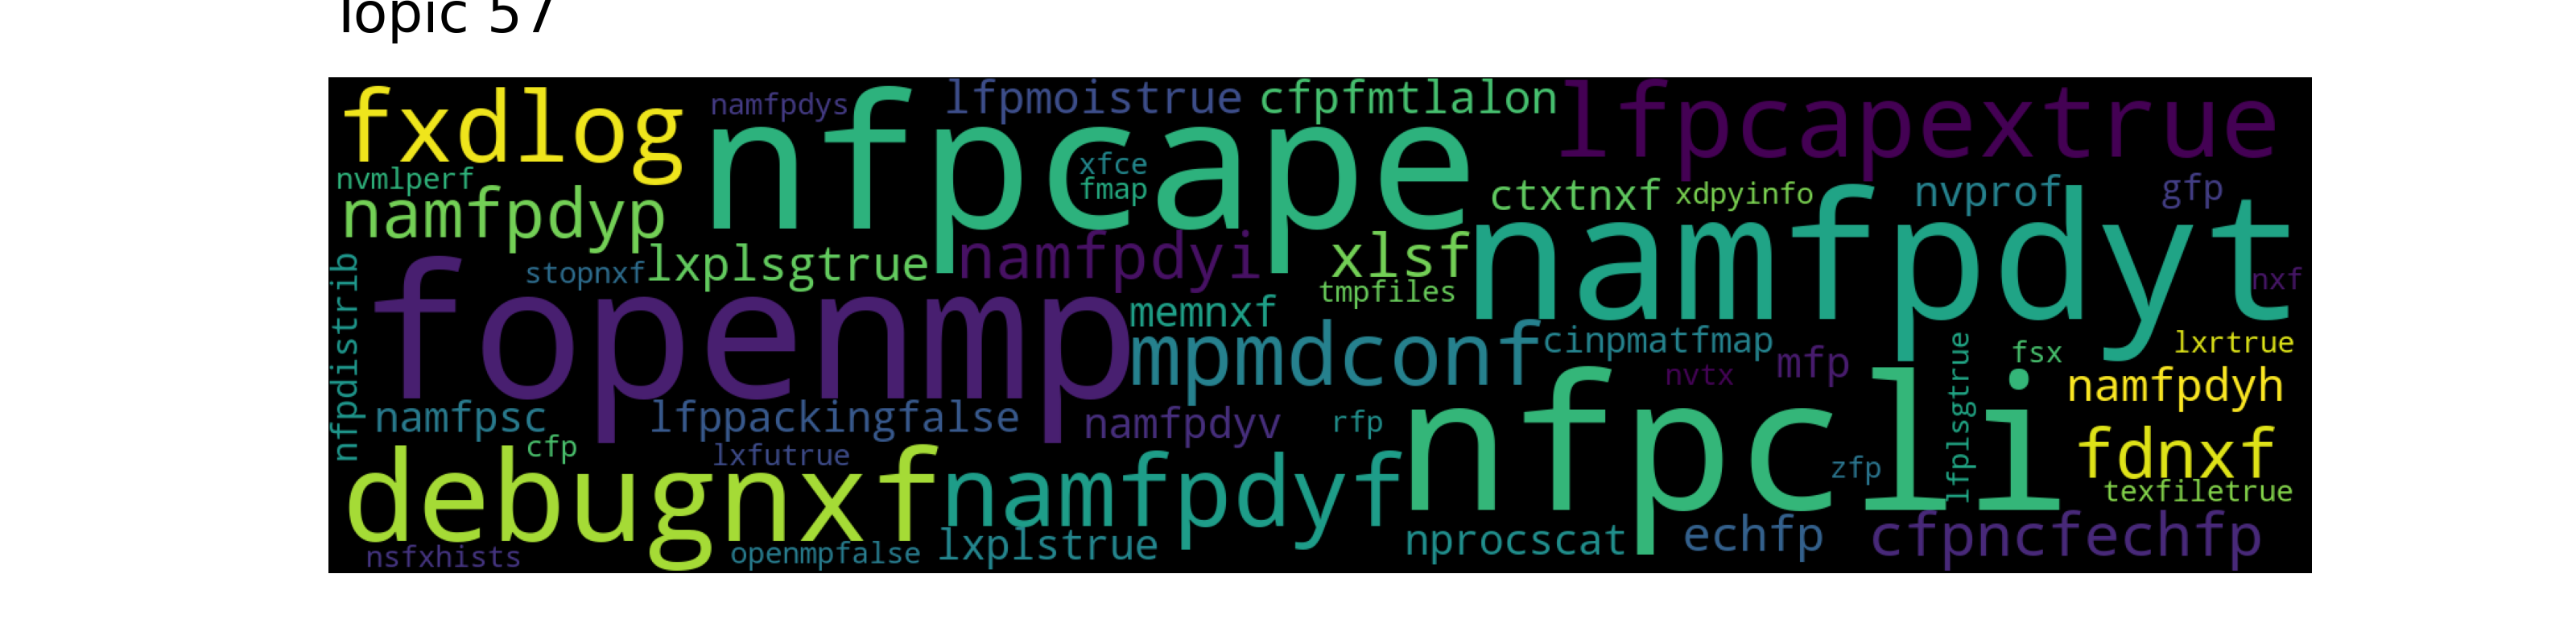 Topic 57
fxdlog
namfpdys
nfpcape
lfpmoistrue
cfpfmtlalon
lfpcapextrue
nvmlperf
xfce
fmap
namfpdyp
ctxtnxf
xdpyinfo
nvprof
gfp
namfpdyt
nfpdistrib
stopnxf
lxplsgtrue
namfpdyi
xlsf
tmpfiles
nxf
fopenmp
memnxf
mpmdconf
cinpmatfmap
mfp
nvtx
lfplsgtrue
fsx
lxrtrue
namfpdyh
namfpsc
lfppackingfalse
namfpdyv
rfp
nfpcli
cfp
lxfutrue
zfp
fdnxf
debugnxf
namfpdyf
texfiletrue
nsfxhists
openmpfalse
lxplstrue
nprocscat
echfp
cfpncfechfp